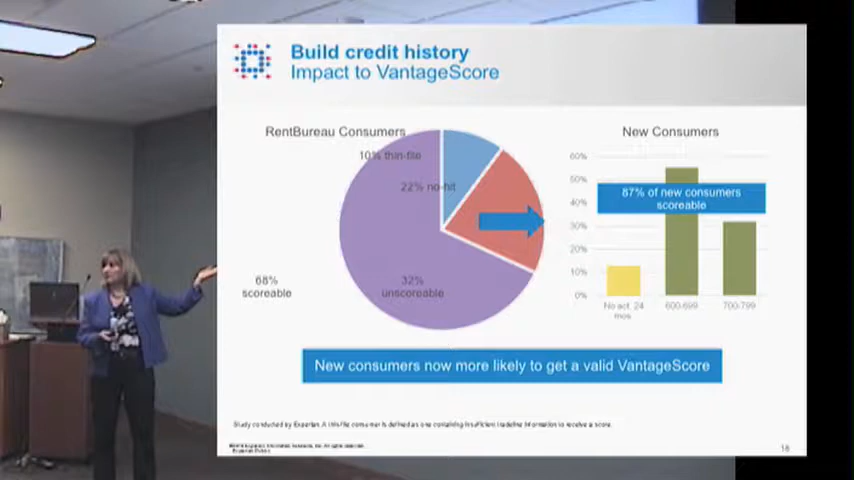 Build credit history
Impact to VantageScore
RentBureau Consumers
10% thin-file
22% no-hit
68%
scoreable
32%
unscoreable
New Consumers
60%
50%
40%
30%
20%
10%
0%
87% of new consumers
scoreable
No act. 24
mos
600-699
700-799
New consumers now more likely to get a valid VantageScore
Study conducted by Experian. A thin-file consumer is defined as one containing insufficient tradeline information to receive a score.
Experian Public
18